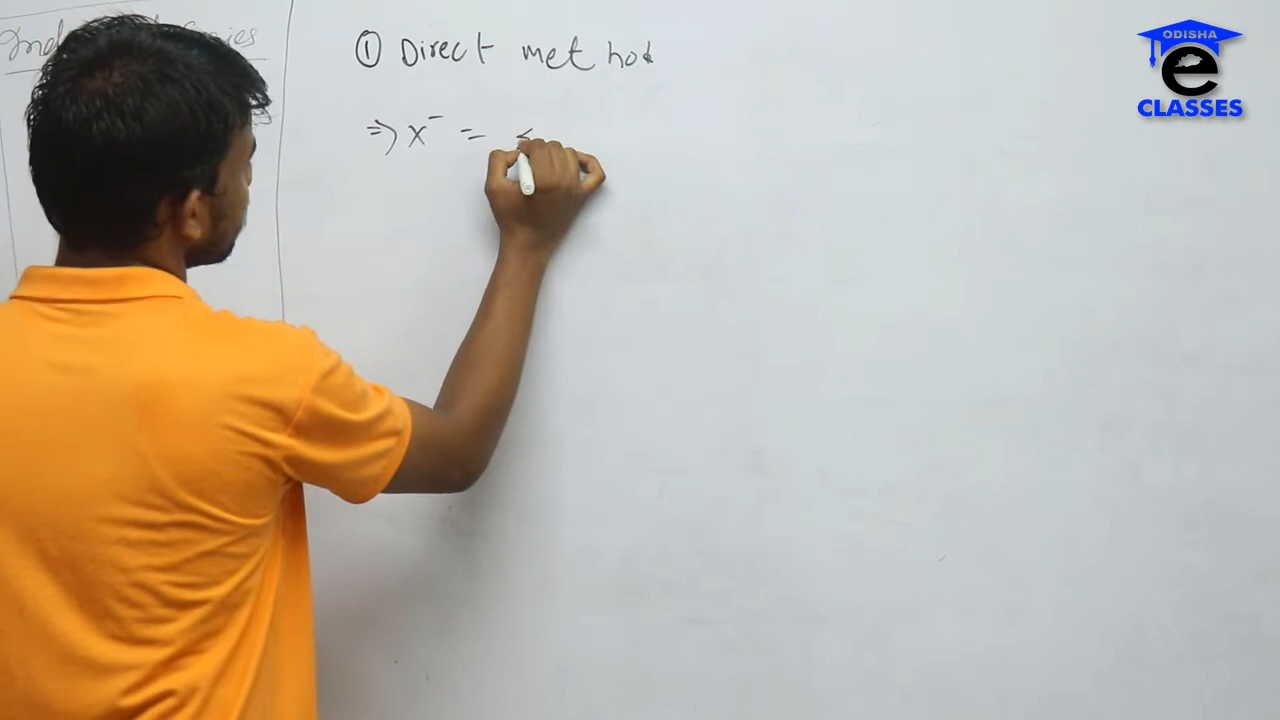 ① Direct method
⇒ x̄ =
ODISHA
e
CLASSES